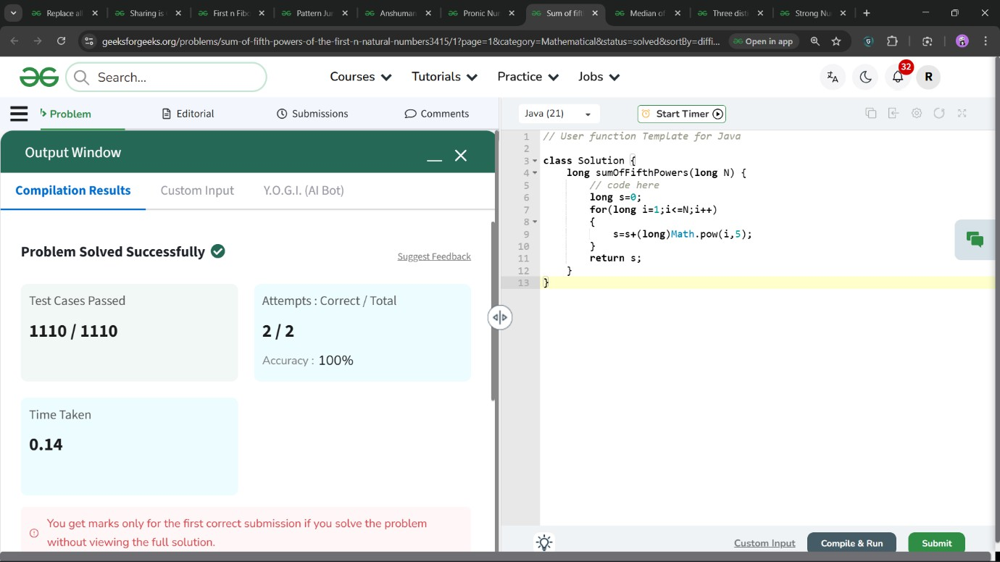 Replace all
Sharing is
First n Fibo
Pattern Jur
Anshuman
Pronic Nur
Sum of fift
Median of
Three dist
Strong Nu
geeksforgeeks.org/problems/sum-of-fifth-powers-of-the-first-n-natural-numbers3415/1?page=1&category=Mathematical&status=solved&sortBy=diffi...
Open in app
Search...
Courses
Tutorials
Practice
Jobs
32
R
Problem
Editorial
Submissions
Comments
Java (21)
Start Timer
Output Window
Compilation Results
Custom Input
Y.O.G.I. (AI Bot)
Problem Solved Successfully
Suggest Feedback
Test Cases Passed
1110 / 1110
Attempts : Correct / Total
2 / 2
Accuracy : 100%
Time Taken
0.14
You get marks only for the first correct submission if you solve the problem
without viewing the full solution.
1 // User function Template for Java
2
3 class Solution {
4 long sumOfFifthPowers(long N) {
5 // code here
6 long s=0;
7 for(long i=1;i<=N;i++)
8 {
9 s=s+(long)Math.pow(i,5);
10 }
11 return s;
12 }
13 }
Custom Input
Compile & Run
Submit